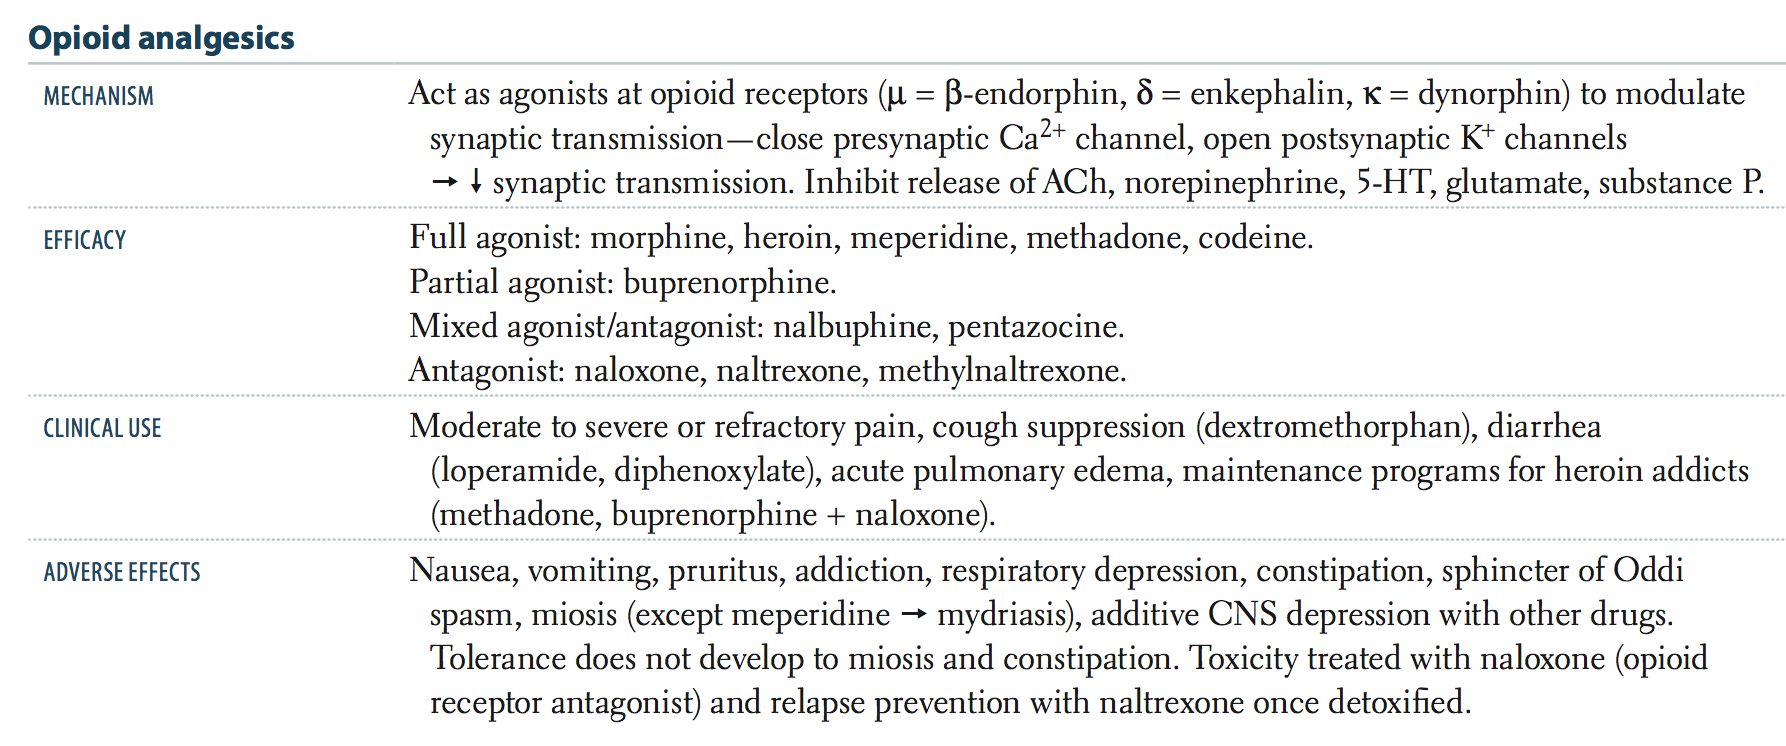 Opioid analgesics
MECHANISM
Act as agonists at opioid receptors (μ = β-endorphin, δ = enkephalin, κ = dynorphin) to modulate
synaptic transmission—close presynaptic Ca²⁺ channel, open postsynaptic K⁺ channels
→ ↓ synaptic transmission. Inhibit release of ACh, norepinephrine, 5-HT, glutamate, substance P.
EFFICACY
Full agonist: morphine, heroin, meperidine, methadone, codeine.
Partial agonist: buprenorphine.
Mixed agonist/antagonist: nalbuphine, pentazocine.
Antagonist: naloxone, naltrexone, methylnaltrexone.
CLINICAL USE
Moderate to severe or refractory pain, cough suppression (dextromethorphan), diarrhea
(loperamide, diphenoxylate), acute pulmonary edema, maintenance programs for heroin addicts
(methadone, buprenorphine + naloxone).
ADVERSE EFFECTS
Nausea, vomiting, pruritus, addiction, respiratory depression, constipation, sphincter of Oddi
spasm, miosis (except meperidine → mydriasis), additive CNS depression with other drugs.
Tolerance does not develop to miosis and constipation. Toxicity treated with naloxone (opioid
receptor antagonist) and relapse prevention with naltrexone once detoxified.